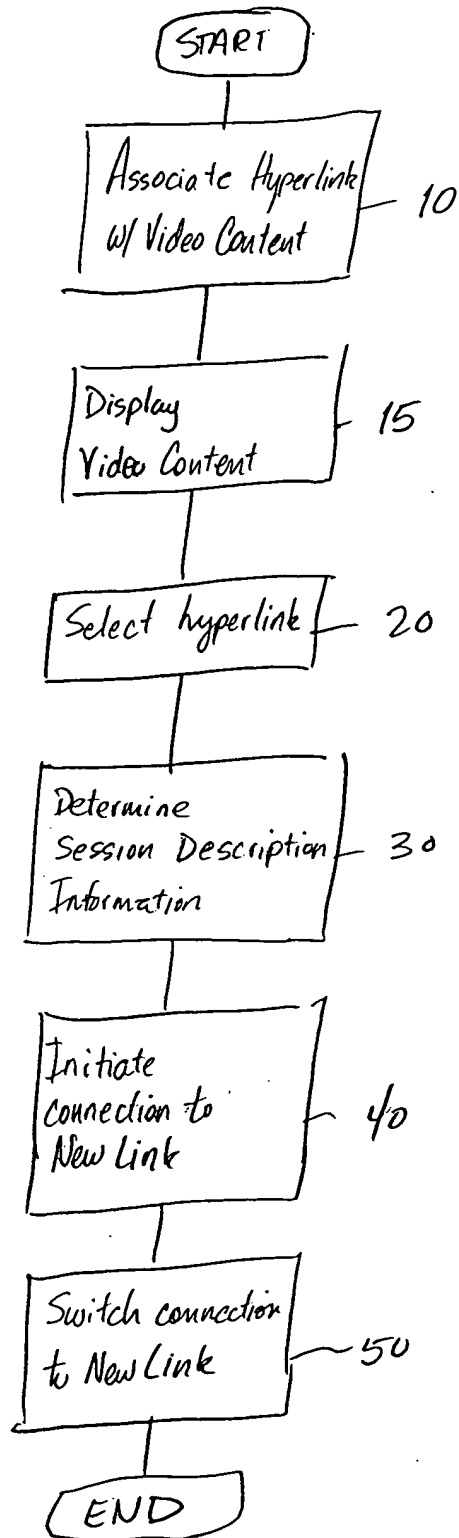 START
Associate Hyperlink
w/ Video Content
10
Display
Video Content
15
Select hyperlink
20
Determine
Session Description
Information
30
Initiate
connection to
New Link
40
Switch connection
to New Link
50
END